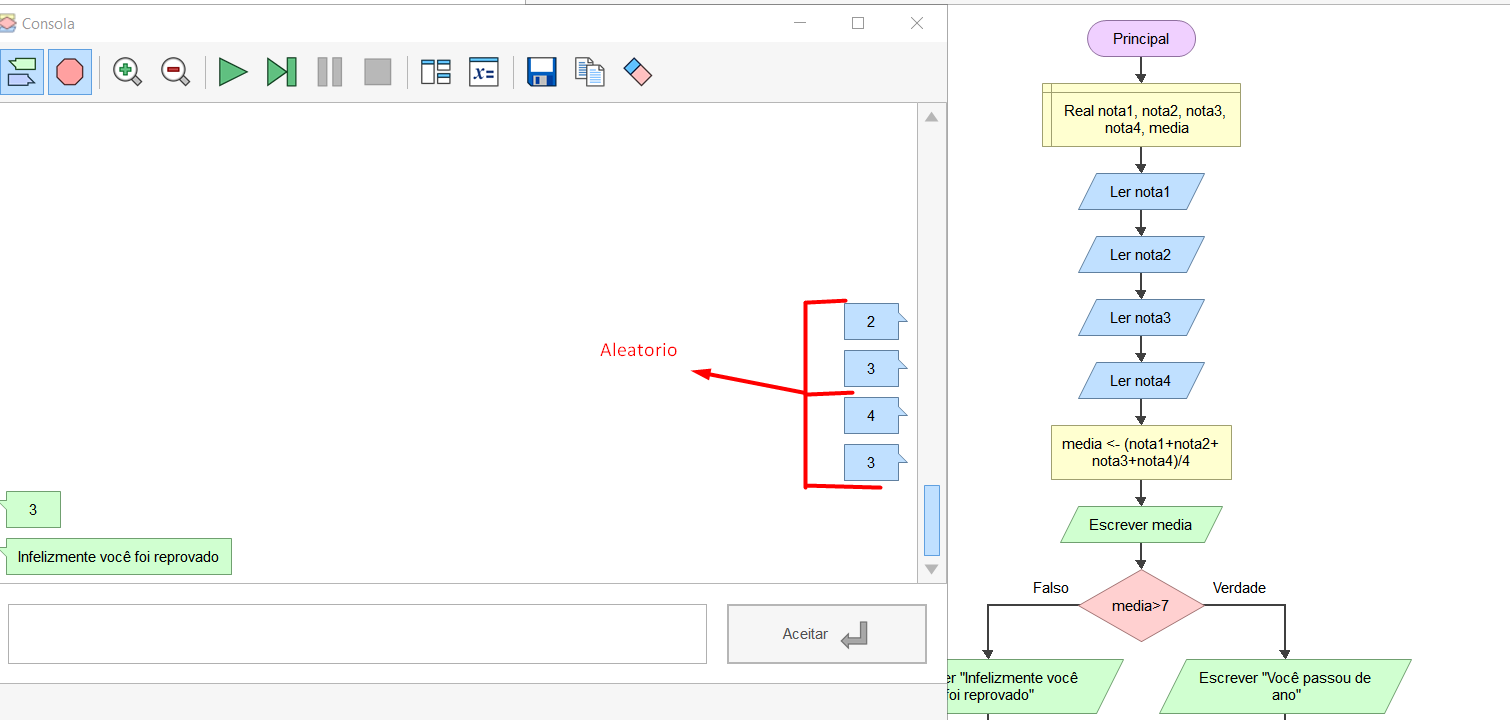 Consola
x=
2
3
4
3
Aleatorio
3
Infelizmente você foi reprovado
Aceitar
Principal
Real nota1, nota2, nota3,
nota4, media
Ler nota1
Ler nota2
Ler nota3
Ler nota4
media <- (nota1+nota2+
nota3+nota4)/4
Escrever media
Falso
Verdade
media>7
er "Infelizmente você
foi reprovado"
Escrever "Você passou de
ano"